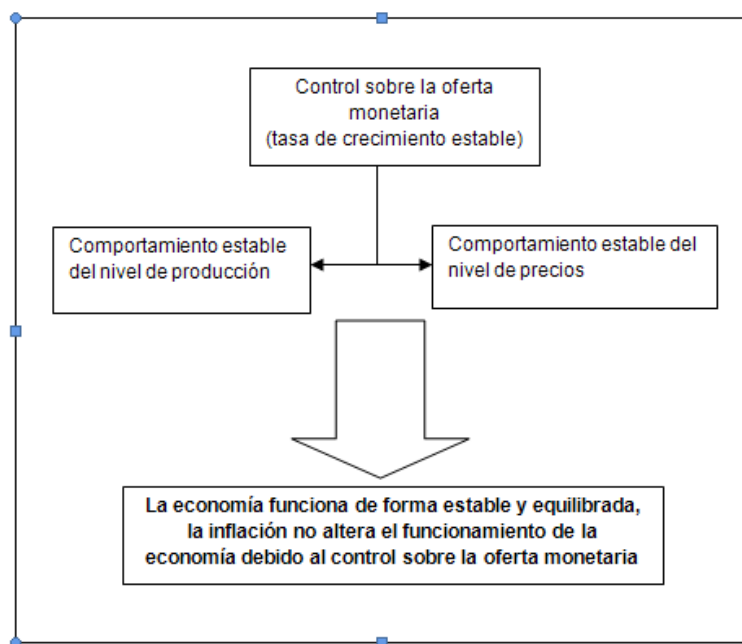 Control sobre la oferta
monetaria
(tasa de crecimiento estable)
Comportamiento estable
del nivel de producción
Comportamiento estable del
nivel de precios
La economía funciona de forma estable y equilibrada,
la inflación no altera el funcionamiento de la
economía debido al control sobre la oferta monetaria